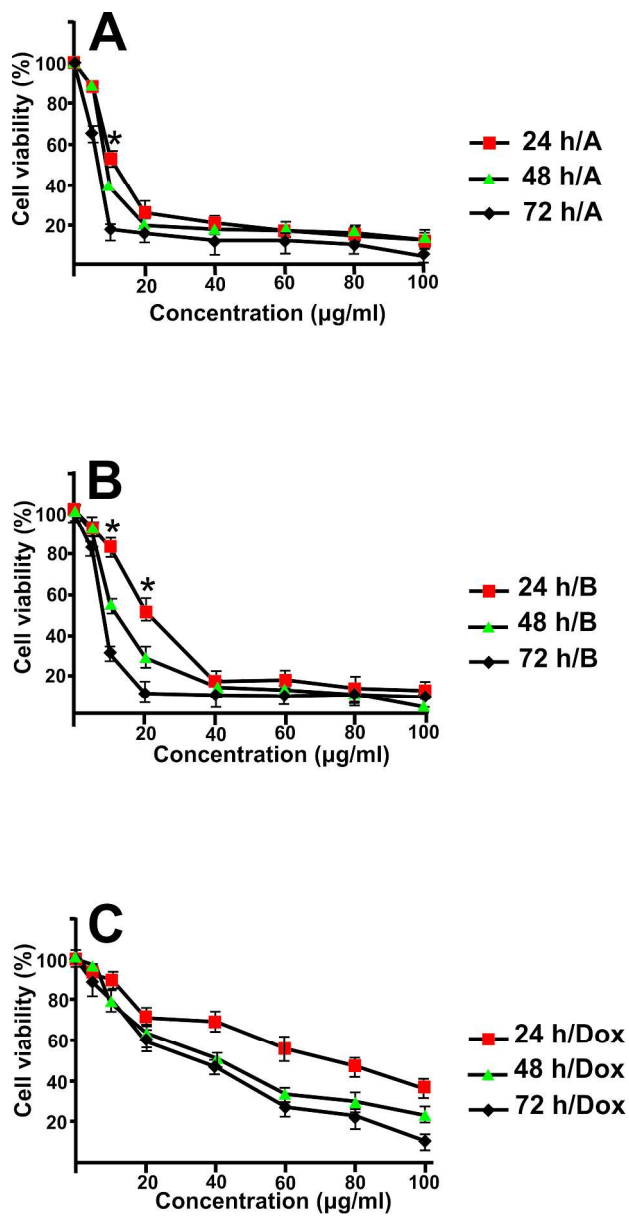 A
Cell viability (%)
100
80
60
40
20
*
20 40 60 80 100
Concentration (µg/ml)
24 h/A
48 h/A
72 h/A
B
Cell viability (%)
100
80
60
40
20
*
*
20 40 60 80 100
Concentration (µg/ml)
24 h/B
48 h/B
72 h/B
C
Cell viability (%)
100
80
60
40
20
20 40 60 80 100
Concentration (µg/ml)
24 h/Dox
48 h/Dox
72 h/Dox